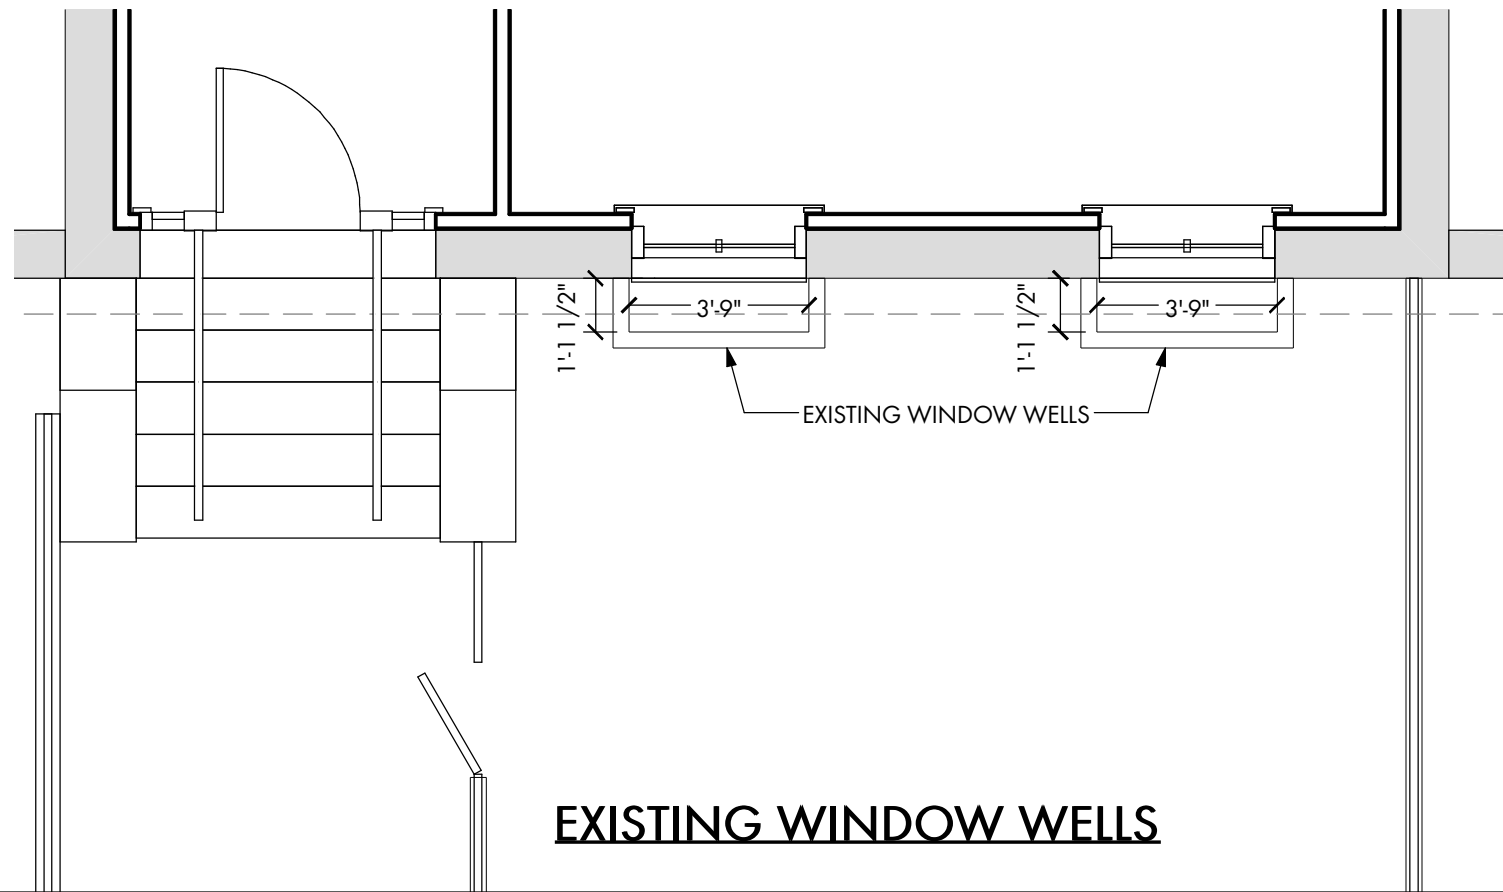 1'-1 1/2"
3'-9"
1'-1 1/2"
3'-9"
EXISTING WINDOW WELLS
EXISTING WINDOW WELLS